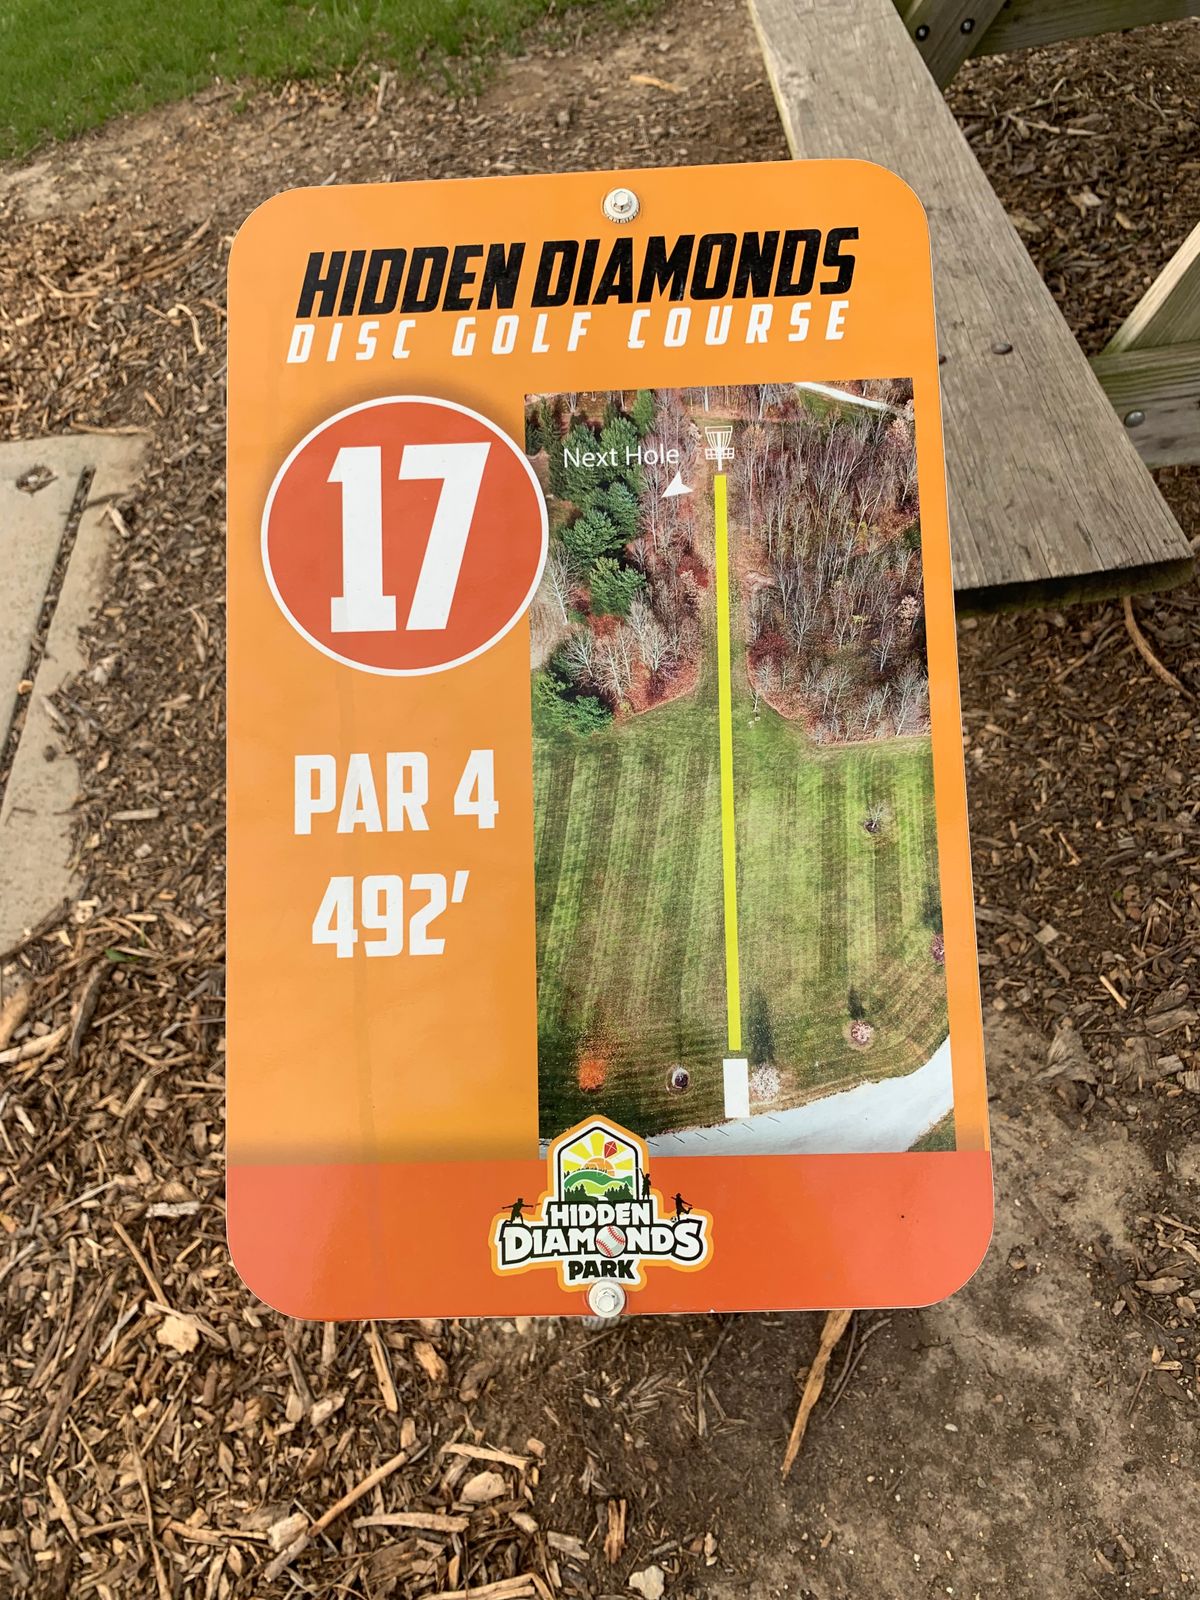 HIDDEN DIAMONDS
DISC GOLF COURSE
17
Next Hole
PAR 4
492'
HIDDEN
DIAMONDS
PARK